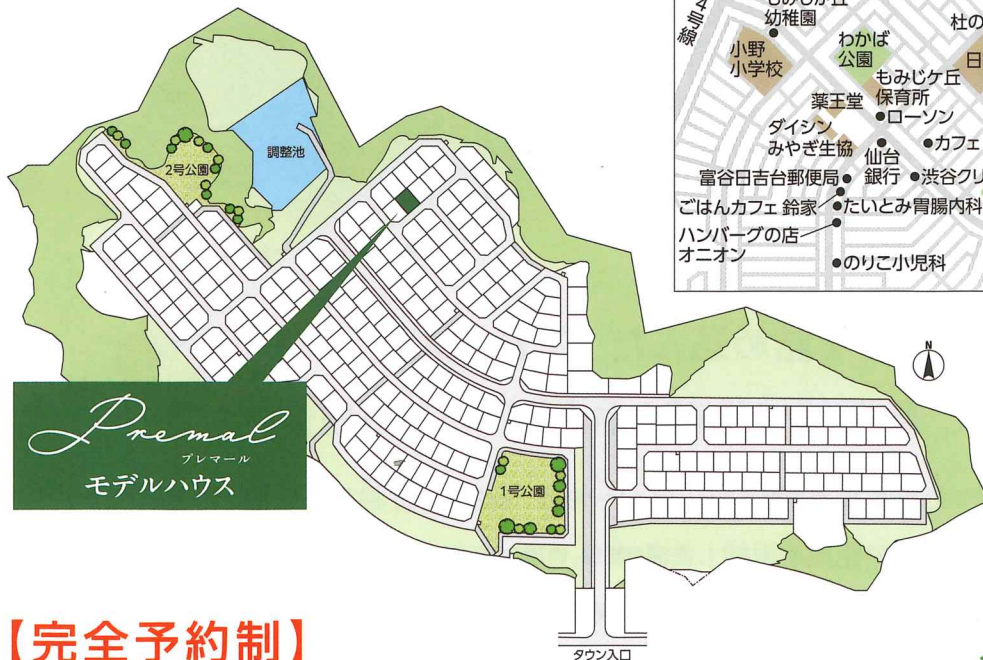 4号線
幼稚園
小野
小学校
わかば
公園
杜の
日
もみじケ丘
保育所
薬王堂
ローソン
ダイシン
みやぎ生協
仙台
銀行
カフェ
富谷日吉台郵便局
渋谷クリ
ごはんカフェ 鈴家
たいとみ胃腸内科
ハンバーグの店
オニオン
のりこ小児科
調整池
2号公園
N
Premal
プレマール
モデルハウス
1号公園
タウン入口
【完全予約制】